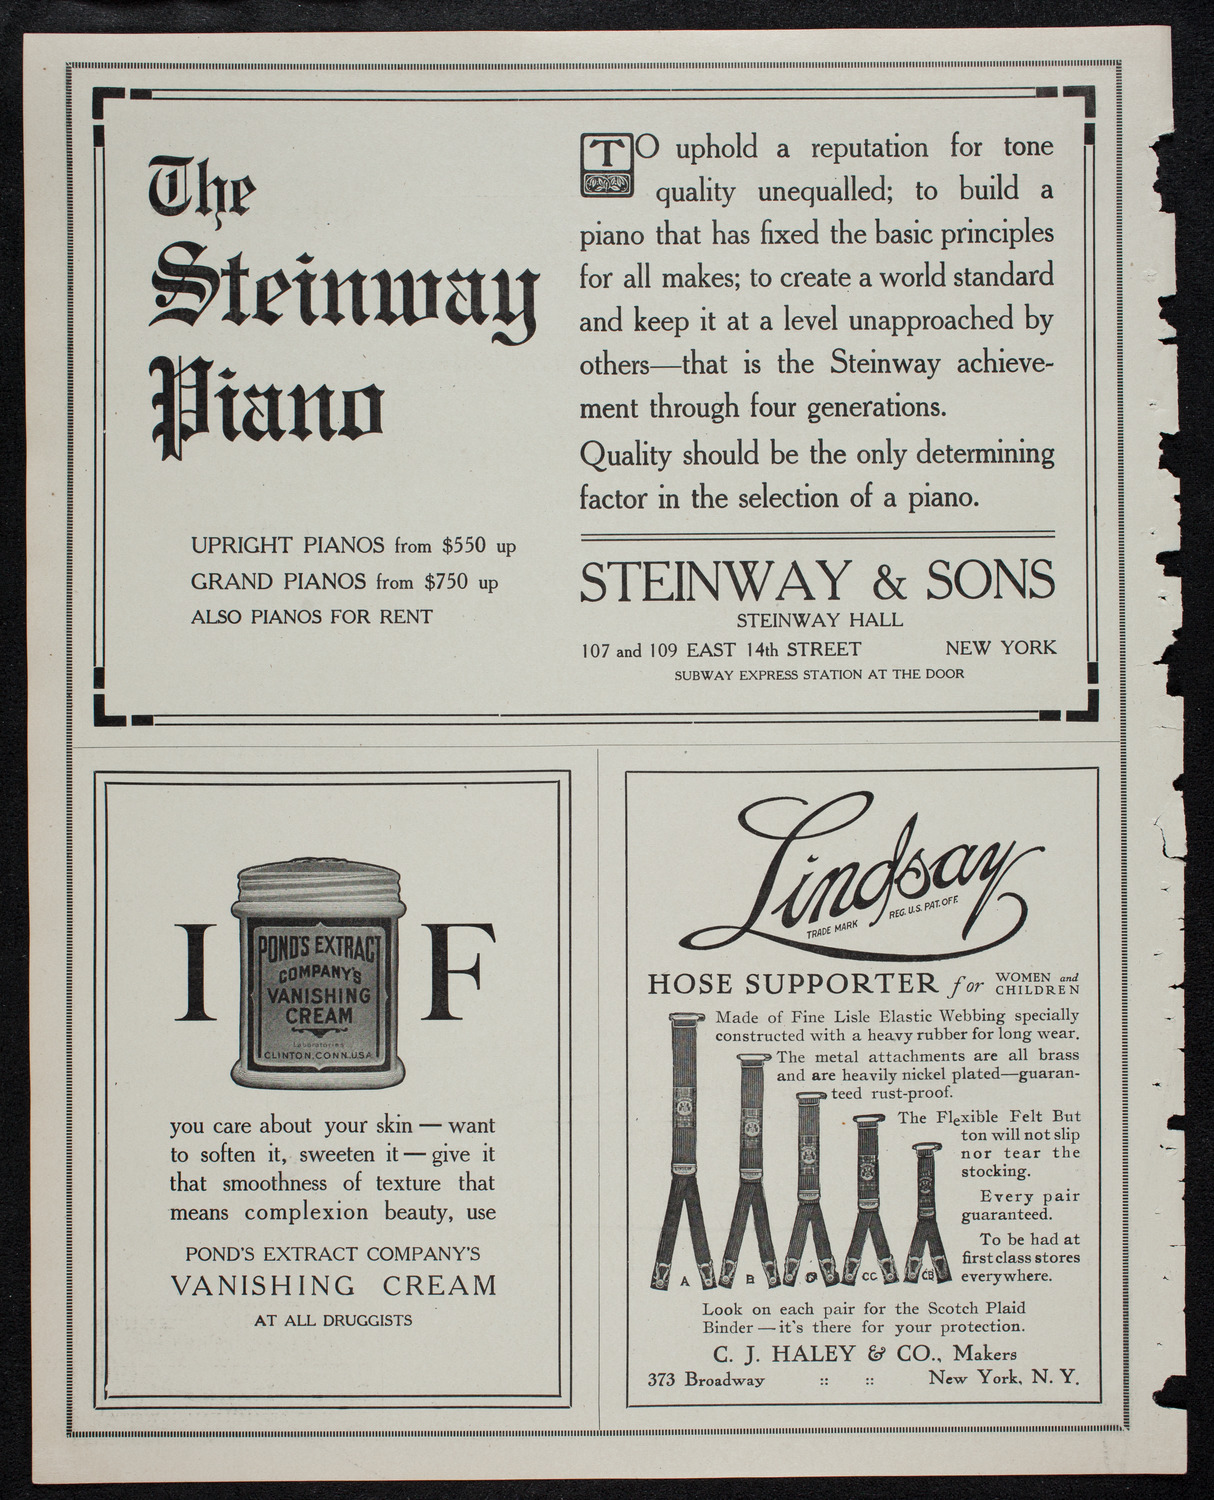 The
Steinway
Piano
UPRIGHT PIANOS from $550 up
GRAND PIANOS from $750 up
ALSO PIANOS FOR RENT
TO uphold a reputation for tone
quality unequalled; to build a
piano that has fixed the basic principles
for all makes; to create a world standard
and keep it at a level unapproached by
others—that is the Steinway achieve-
ment through four generations.
Quality should be the only determining
factor in the selection of a piano.
STEINWAY & SONS
STEINWAY HALL
107 and 109 EAST 14th STREET NEW YORK
SUBWAY EXPRESS STATION AT THE DOOR
IF
POND'S EXTRACT
COMPANY'S
VANISHING
CREAM
Laboratories
CLINTON, CONN. U.S.A.
you care about your skin — want
to soften it, sweeten it — give it
that smoothness of texture that
means complexion beauty, use
POND'S EXTRACT COMPANY'S
VANISHING CREAM
AT ALL DRUGGISTS
Lindsay
TRADE MARK REG. U.S. PAT. OFF.
HOSE SUPPORTER for WOMEN and CHILDREN
Made of Fine Lisle Elastic Webbing specially
constructed with a heavy rubber for long wear.
The metal attachments are all brass
and are heavily nickel plated—guaran-
teed rust-proof.
The Flexible Felt But
ton will not slip
nor tear the
stocking.
Every pair
guaranteed.
To be had at
first class stores
everywhere.
A B D CC CB
Look on each pair for the Scotch Plaid
Binder — it's there for your protection.
C. J. HALEY & CO., Makers
373 Broadway :: :: New York, N. Y.